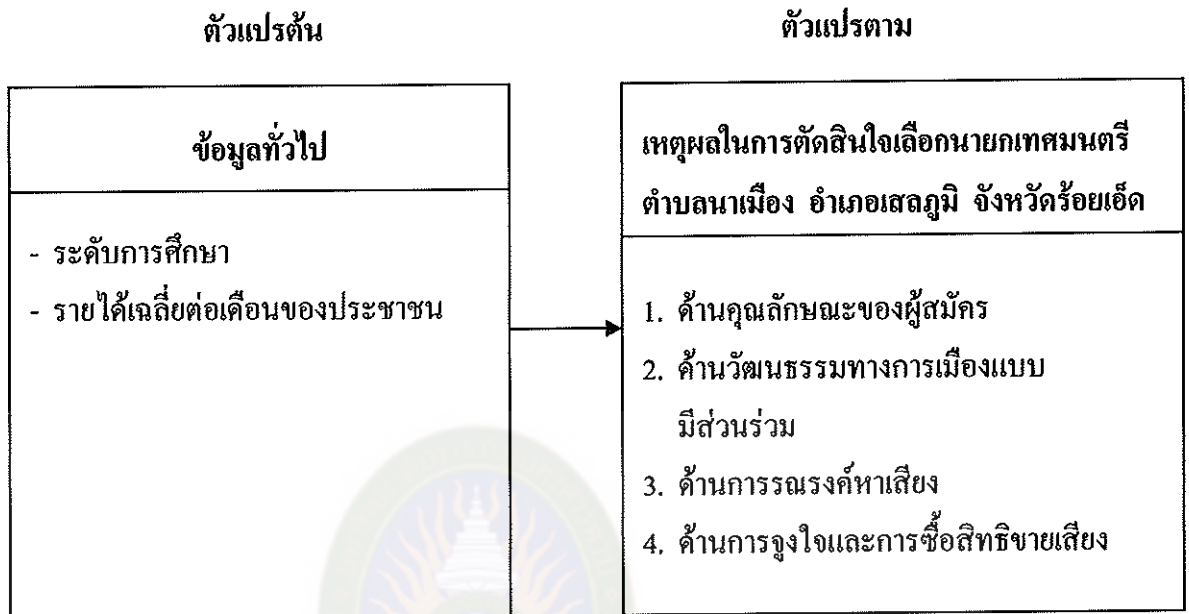 ตัวแปรต้น
ตัวแปรตาม
ข้อมูลทั่วไป
- ระดับการศึกษา
- รายได้เฉลี่ยต่อเดือนของประชาชน
เหตุผลในการตัดสินใจเลือกนายกเทศมนตรี
ตำบลนาเมือง อำเภอเสลภูมิ จังหวัดร้อยเอ็ด
1. ด้านคุณลักษณะของผู้สมัคร
2. ด้านวัฒนธรรมทางการเมืองแบบ
มีส่วนร่วม
3. ด้านการรณรงค์หาเสียง
4. ด้านการจูงใจและการซื้อสิทธิขายเสียง